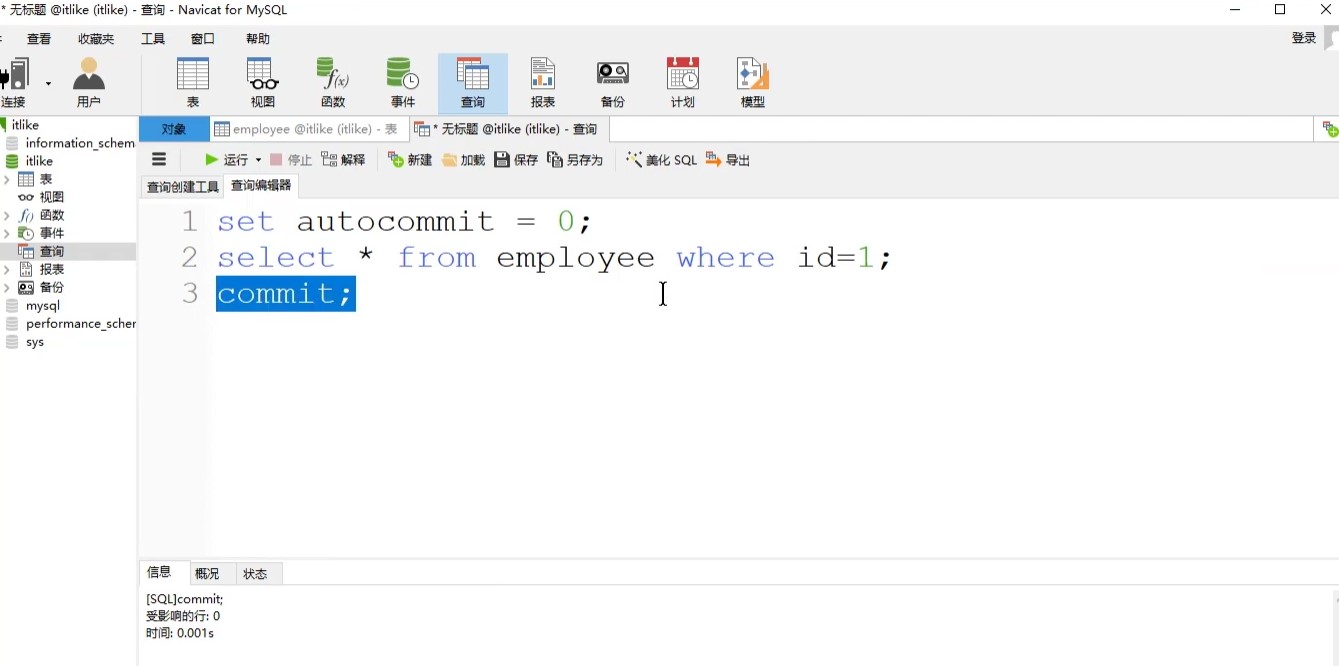 * 无标题 @itlike (itlike) - 查询 - Navicat for MySQL
查看 收藏夹 工具 窗口 帮助 登录
连接 用户 表 视图 函数 事件 查询 报表 备份 计划 模型
itlike
information_schem
itlike
表
视图
函数
事件
查询
报表
备份
mysql
performance_scher
sys
对象 employee @itlike (itlike) - 表 * 无标题 @itlike (itlike) - 查询
运行 停止 解释 新建 加载 保存 另存为 美化 SQL 导出
查询创建工具 查询编辑器
1 set autocommit = 0;
2 select * from employee where id=1;
3 commit;
信息 概况 状态
[SQL]commit;
受影响的行: 0
时间: 0.001s